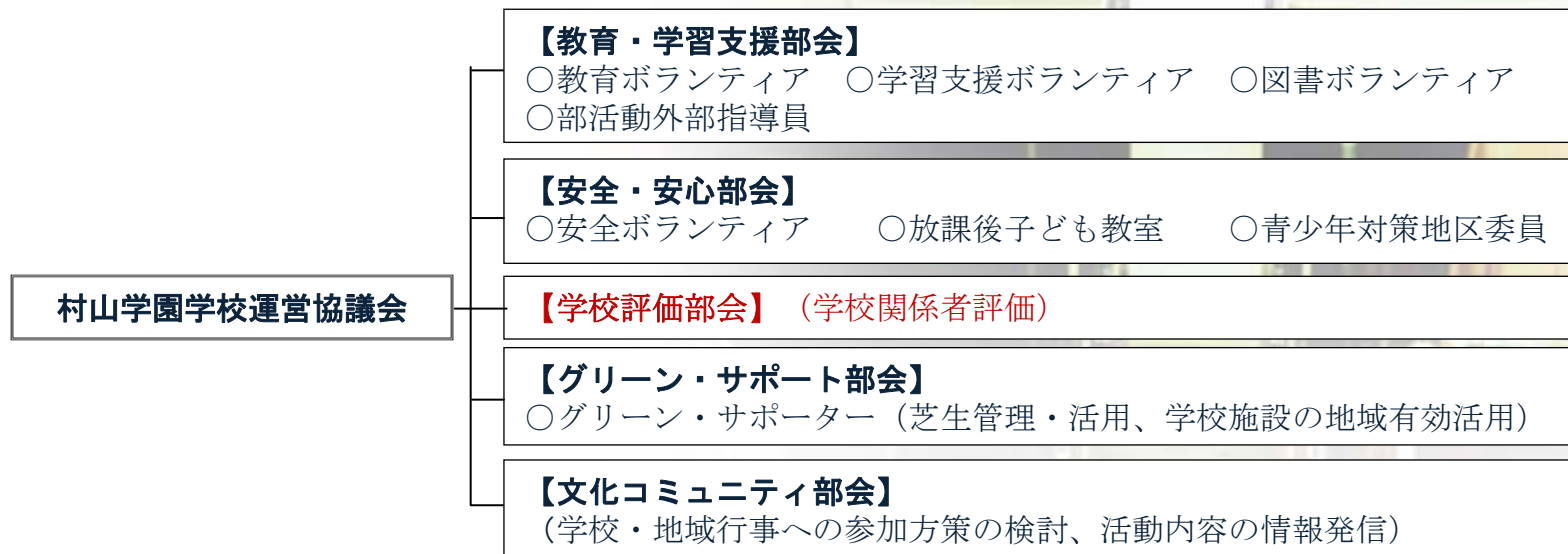 【教育・学習支援部会】
○教育ボランティア　○学習支援ボランティア　○図書ボランティア
○部活動外部指導員
【安全・安心部会】
○安全ボランティア　　○放課後子ども教室　　○青少年対策地区委員
村山学園学校運営協議会
【学校評価部会】（学校関係者評価）
【グリーン・サポート部会】
○グリーン・サポーター（芝生管理・活用、学校施設の地域有効活用）
【文化コミュニティ部会】
（学校・地域行事への参加方策の検討、活動内容の情報発信）